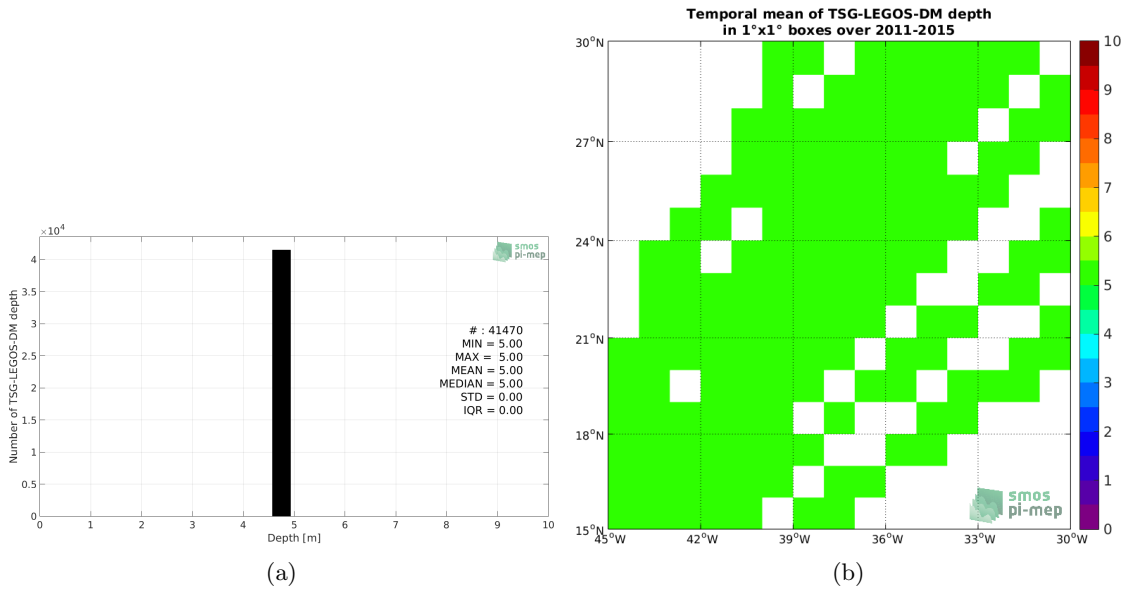 ×10⁴
4
3.5
3
2.5
2
1.5
1
0.5
0
Number of TSG-LEGOS-DM depth
smos
pi-mep
# : 41470
MIN = 5.00
MAX = 5.00
MEAN = 5.00
MEDIAN = 5.00
STD = 0.00
IQR = 0.00
0 1 2 3 4 5 6 7 8 9 10
Depth [m]
(a)
Temporal mean of TSG-LEGOS-DM depth
in 1°x1° boxes over 2011-2015
30°N
27°N
24°N
21°N
18°N
15°N
45°W 42°W 39°W 36°W 33°W 30°W
smos
pi-mep
10
9
8
7
6
5
4
3
2
1
0
(b)